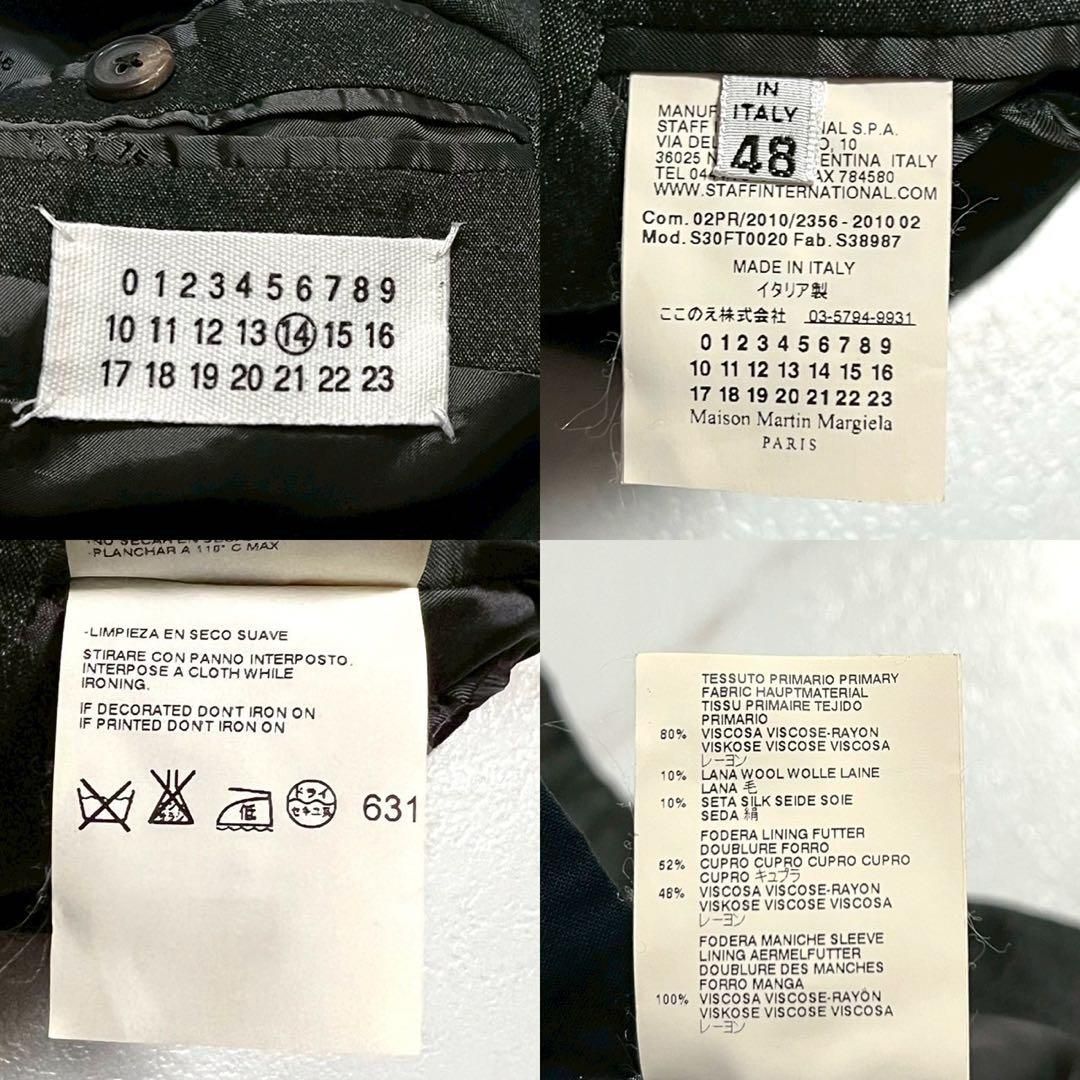 0 1 2 3 4 5 6 7 8 9
10 11 12 13 14 15 16
17 18 19 20 21 22 23
IN
ITALY
48
MANUF
STAFF NAL S.P.A.
VIA DEL O, 10
36025 N ENTINA ITALY
TEL 044 FAX 784580
WWW.STAFFINTERNATIONAL.COM
Com. 02PR/2010/2356 - 2010 02
Mod. S30FT0020 Fab. S38987
MADE IN ITALY
イタリア製
ここのえ株式会社 03-5794-9931
0 1 2 3 4 5 6 7 8 9
10 11 12 13 14 15 16
17 18 19 20 21 22 23
Maison Martin Margiela
PARIS
-PLANCHAR A 110° C MAX
-LIMPIEZA EN SECO SUAVE
STIRARE CON PANNO INTERPOSTO.
INTERPOSE A CLOTH WHILE
IRONING.
IF DECORATED DON'T IRON ON
IF PRINTED DON'T IRON ON
低
ドライ
セキユ系
631
TESSUTO PRIMARIO PRIMARY
FABRIC HAUPTMATERIAL
TISSU PRIMAIRE TEJIDO
PRIMARIO
80% VISCOSA VISCOSE-RAYON
VISKOSE VISCOSE VISCOSA
レーヨン
10% LANA WOOL WOLLE LAINE
LANA 毛
10% SETA SILK SEIDE SOIE
SEDA 絹
FODERA LINING FUTTER
DOUBLURE FORRO
52% CUPRO CUPRO CUPRO CUPRO
CUPRO キュプラ
48% VISCOSA VISCOSE-RAYON
VISKOSE VISCOSE VISCOSA
レーヨン
FODERA MANICHE SLEEVE
LINING AERMELFUTTER
DOUBLURE DES MANCHES
FORRO MANGA
100% VISCOSA VISCOSE-RAYON
VISKOSE VISCOSE VISCOSA
レーヨン